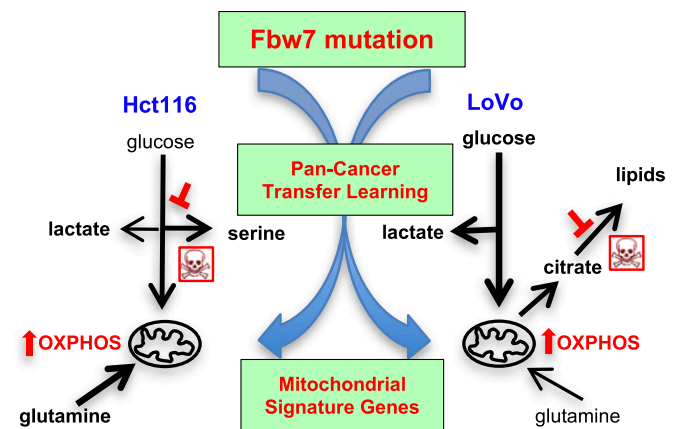 Fbw7 mutation
Hct116
glucose
lactate
serine
OXPHOS
glutamine
Pan-Cancer
Transfer Learning
Mitochondrial
Signature Genes
LoVo
glucose
lipids
lactate
citrate
OXPHOS
glutamine